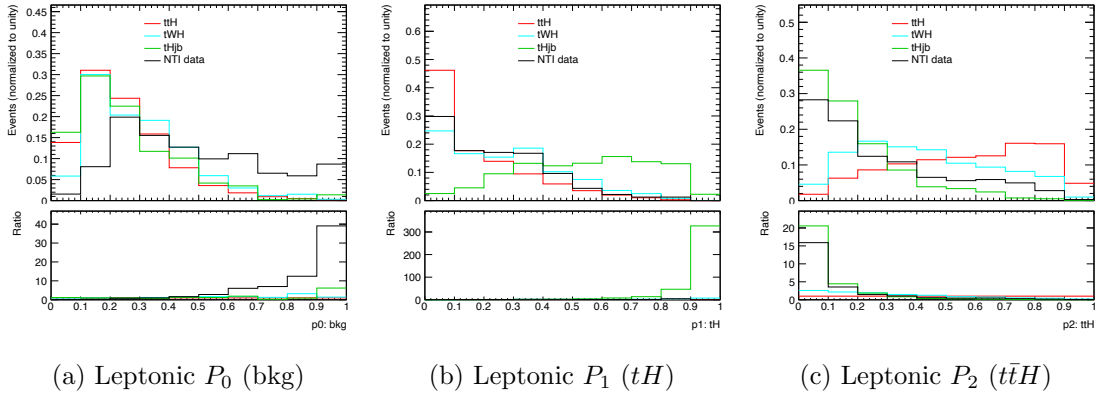 Events (normalized to unity)
0.45
0.4
0.35
0.3
0.25
0.2
0.15
0.1
0.05
0
ttH
tWH
tHjb
NTI data
Ratio
40
30
20
10
0
0 0.1 0.2 0.3 0.4 0.5 0.6 0.7 0.8 0.9 1
p0: bkg
(a) Leptonic P₀ (bkg)
Events (normalized to unity)
0.6
0.5
0.4
0.3
0.2
0.1
0
ttH
tWH
tHjb
NTI data
Ratio
300
200
100
0 0.1 0.2 0.3 0.4 0.5 0.6 0.7 0.8 0.9 1
p1: tH
(b) Leptonic P₁ (tH)
Events (normalized to unity)
0.5
0.4
0.3
0.2
0.1
0
ttH
tWH
tHjb
NTI data
Ratio
20
15
10
5
0
0 0.1 0.2 0.3 0.4 0.5 0.6 0.7 0.8 0.9 1
p2: ttH
(c) Leptonic P₂ (tt̄H)